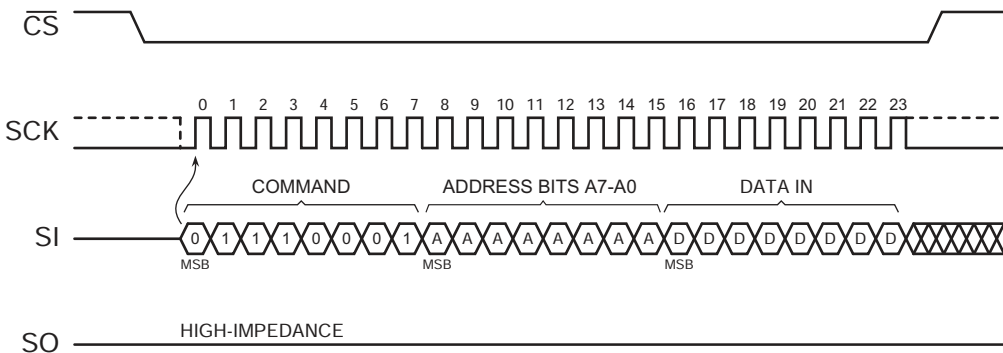 CS
0 1 2 3 4 5 6 7 8 9 10 11 12 13 14 15 16 17 18 19 20 21 22 23
SCK
COMMAND ADDRESS BITS A7-A0 DATA IN
SI 0 1 1 1 0 0 0 1 A A A A A A A A D D D D D D D D
MSB MSB MSB
HIGH-IMPEDANCE
SO